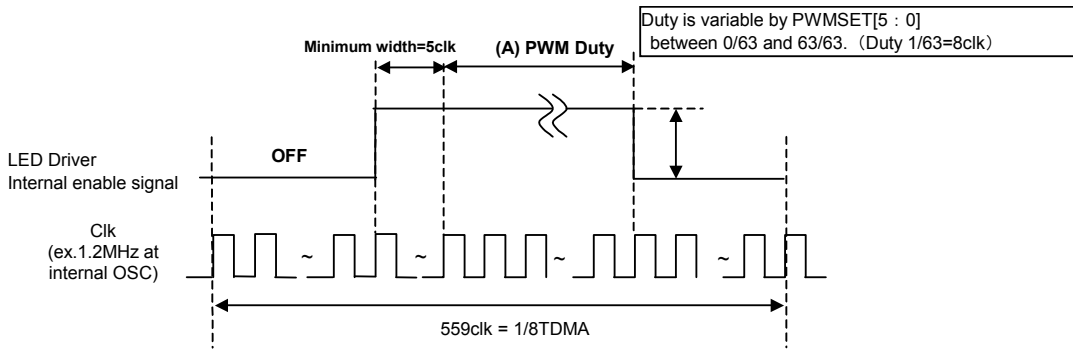 Duty is variable by PWMSET[5 : 0]
between 0/63 and 63/63. (Duty 1/63=8clk)
Minimum width=5clk
(A) PWM Duty
OFF
LED Driver
Internal enable signal
Clk
(ex.1.2MHz at
internal OSC)
~
~
~
~
559clk = 1/8TDMA